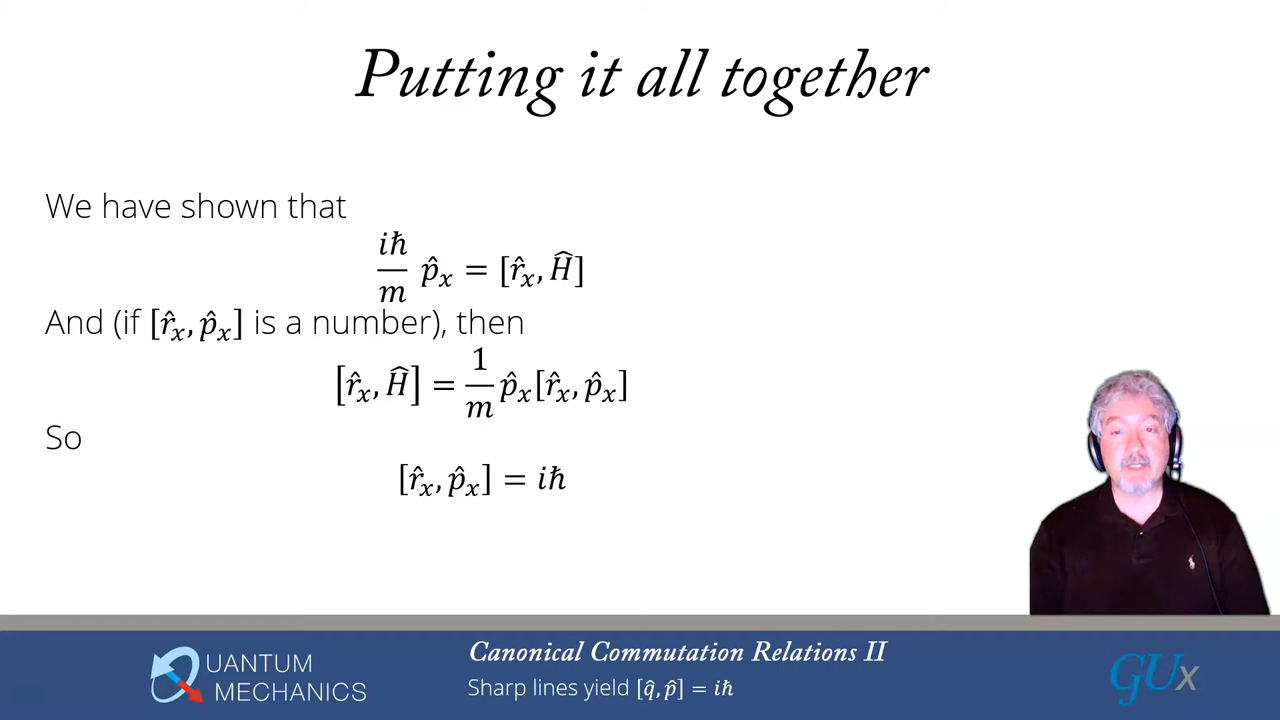 Putting it all together
We have shown that
iħ/m p̂ₓ = [r̂ₓ, Ĥ]
And (if [r̂ₓ, p̂ₓ] is a number), then
[r̂ₓ, Ĥ] = 1/m p̂ₓ[r̂ₓ, p̂ₓ]
So
[r̂ₓ, p̂ₓ] = iħ
QUANTUM
MECHANICS
Canonical Commutation Relations II
Sharp lines yield [q̂, p̂] = iħ
GUx